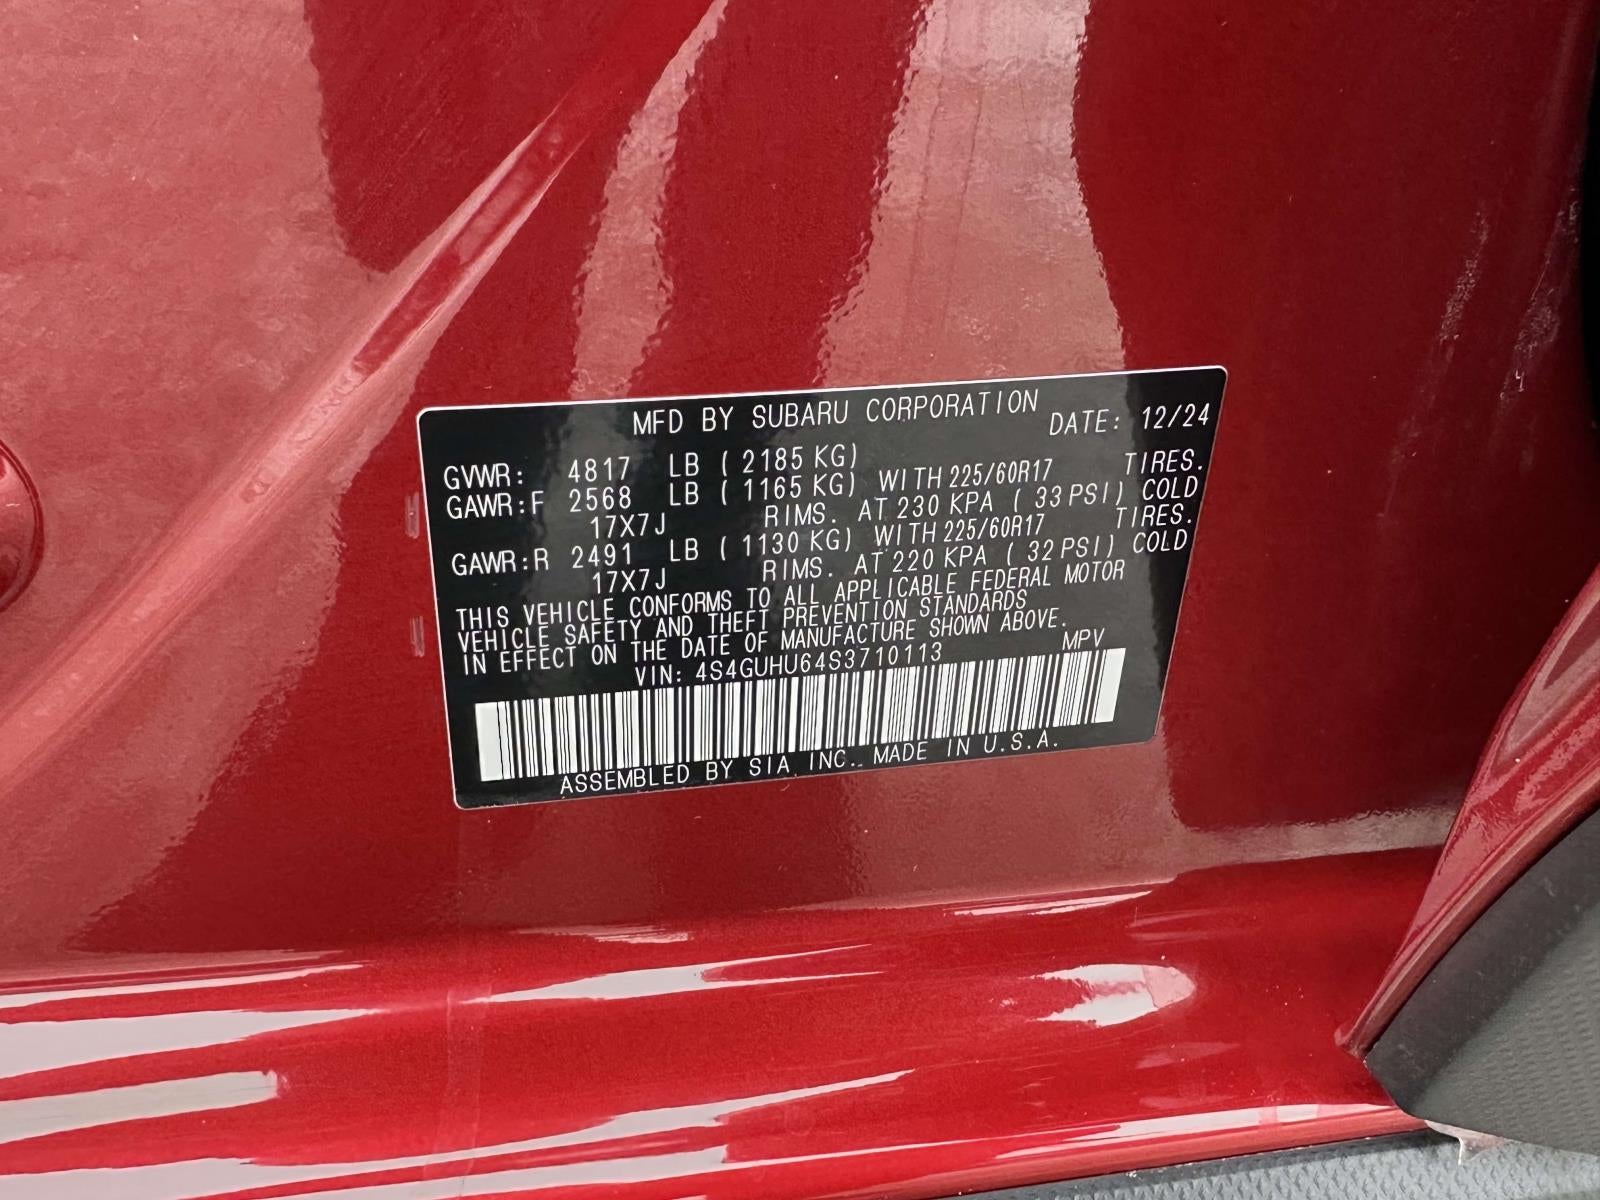 MFD BY SUBARU CORPORATION DATE: 12/24
GVWR: 4817 LB ( 2185 KG)
GAWR:F 2568 LB ( 1165 KG) WITH 225/60R17 TIRES.
17X7J RIMS. AT 230 KPA ( 33 PSI) COLD
GAWR:R 2491 LB ( 1130 KG) WITH 225/60R17 TIRES.
17X7J RIMS. AT 220 KPA ( 32 PSI) COLD
THIS VEHICLE CONFORMS TO ALL APPLICABLE FEDERAL MOTOR
VEHICLE SAFETY AND THEFT PREVENTION STANDARDS
IN EFFECT ON THE DATE OF MANUFACTURE SHOWN ABOVE.
VIN: 4S4GUHU64S3710113 MPV
ASSEMBLED BY SIA INC. MADE IN U.S.A.